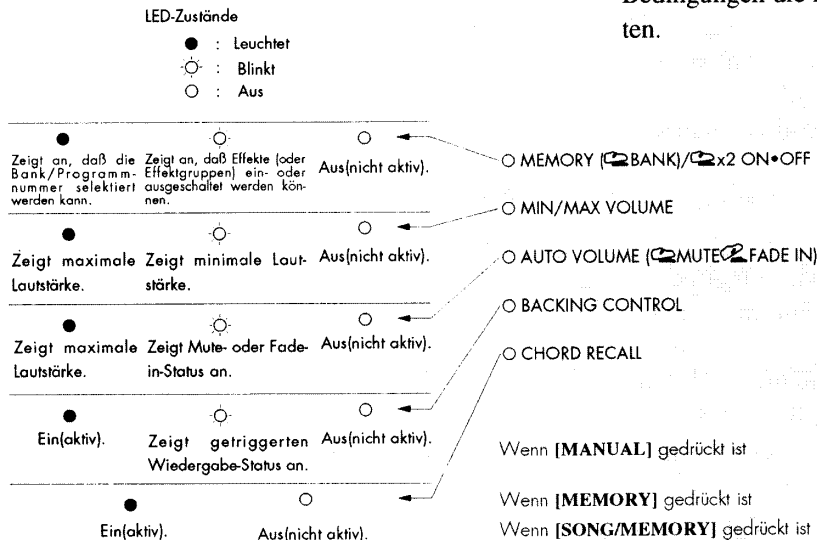 Bedingungen die
ten.
LED-Zustände
● : Leuchtet
: Blinkt
○ : Aus
Zeigt an, daß die
Bank/Programm-
nummer selektiert
werden kann.
Zeigt an, daß Effekte (oder
Effektgruppen) ein- oder
ausgeschaltet werden kön-
nen.
Aus(nicht aktiv).
○ MEMORY (BANK)/x2 ON•OFF
Zeigt maximale
Lautstärke.
Zeigt minimale Laut-
stärke.
Aus(nicht aktiv).
○ MIN/MAX VOLUME
Zeigt maximale
Lautstärke.
Zeigt Mute- oder Fade-
in-Status an.
Aus(nicht aktiv).
○ AUTO VOLUME (MUTE FADE IN)
Ein(aktiv).
Zeigt getriggerten
Wiedergabe-Status an.
Aus(nicht aktiv).
○ BACKING CONTROL
Ein(aktiv).
Aus(nicht aktiv).
○ CHORD RECALL
Wenn [MANUAL] gedrückt ist
Wenn [MEMORY] gedrückt ist
Wenn [SONG/MEMORY] gedrückt ist